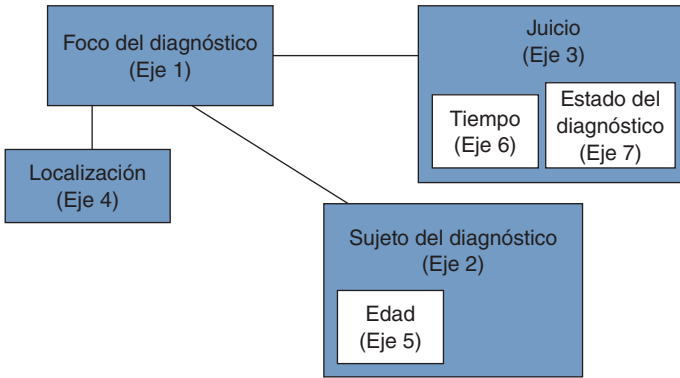 Foco del diagnóstico
(Eje 1)
Juicio
(Eje 3)
Tiempo
(Eje 6)
Estado del
diagnóstico
(Eje 7)
Localización
(Eje 4)
Sujeto del diagnóstico
(Eje 2)
Edad
(Eje 5)